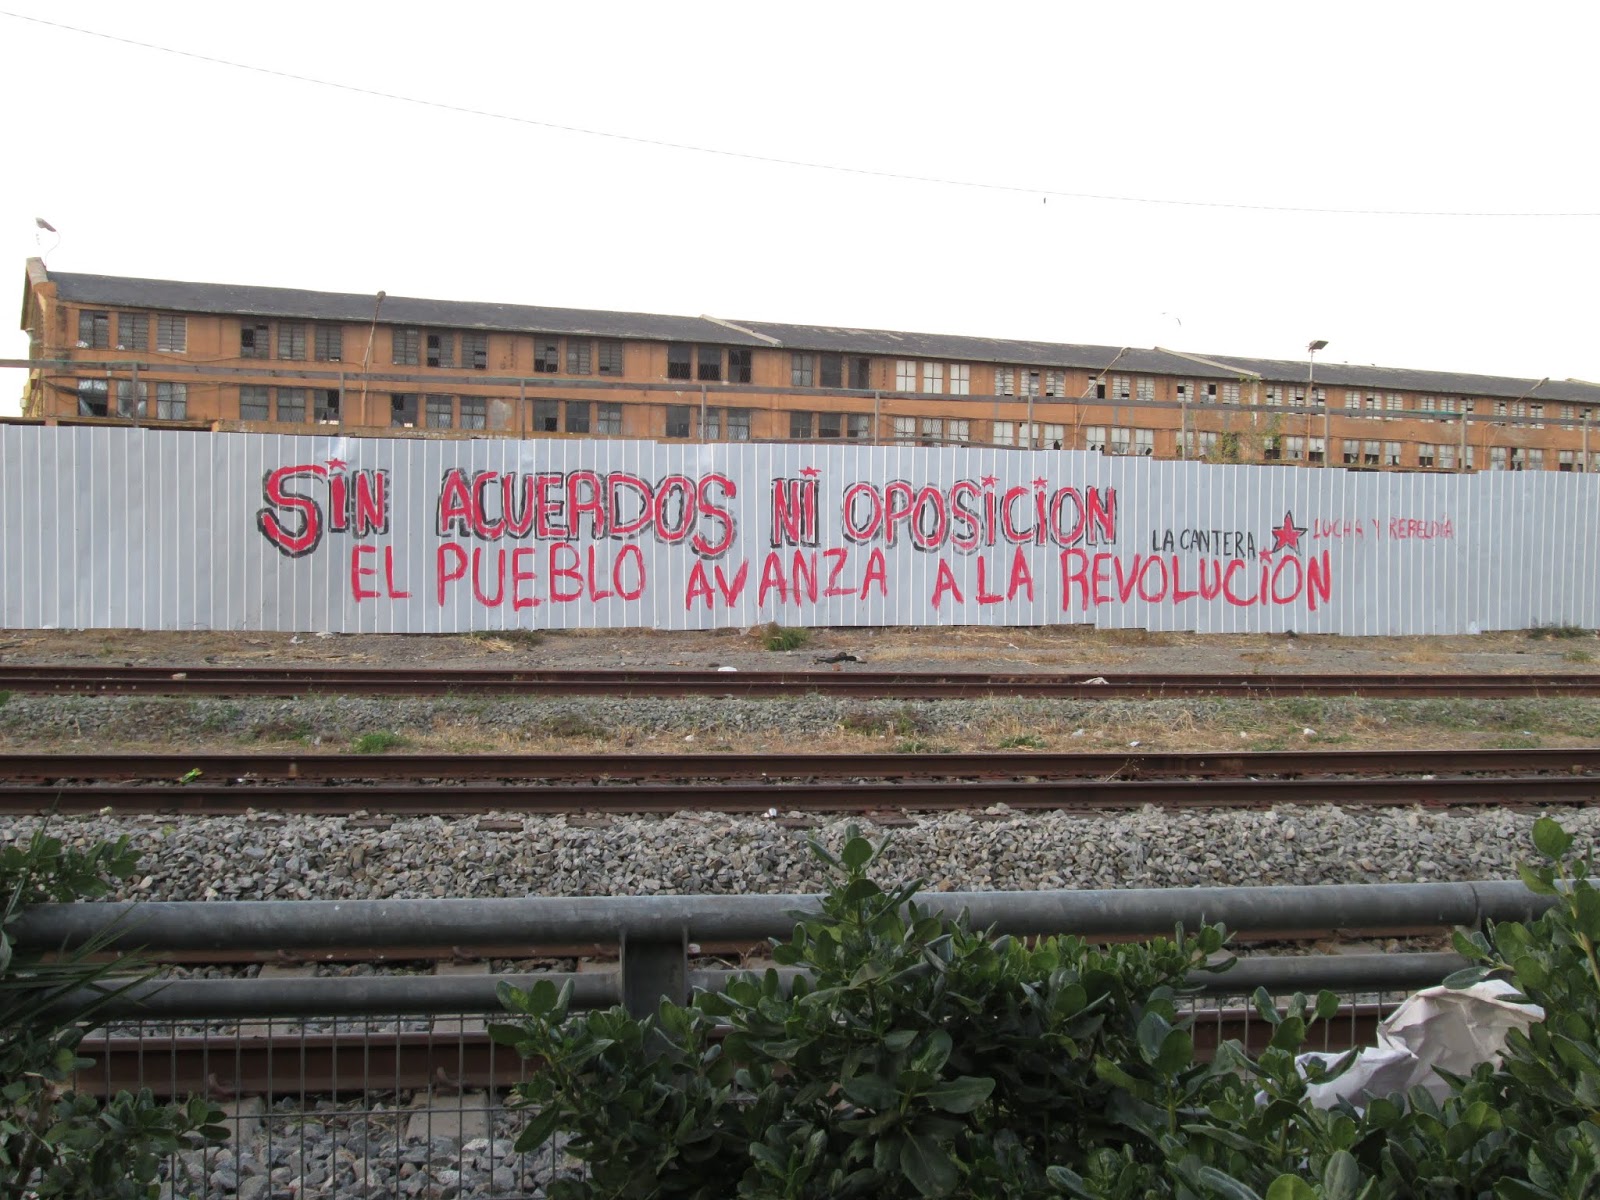 SiN ACUERDOS Ni OPOSiCiON
LA CANTERA LUCHA Y REBELDÍA
EL PUEBLO AVANZA A LA REVOLUCiÓN